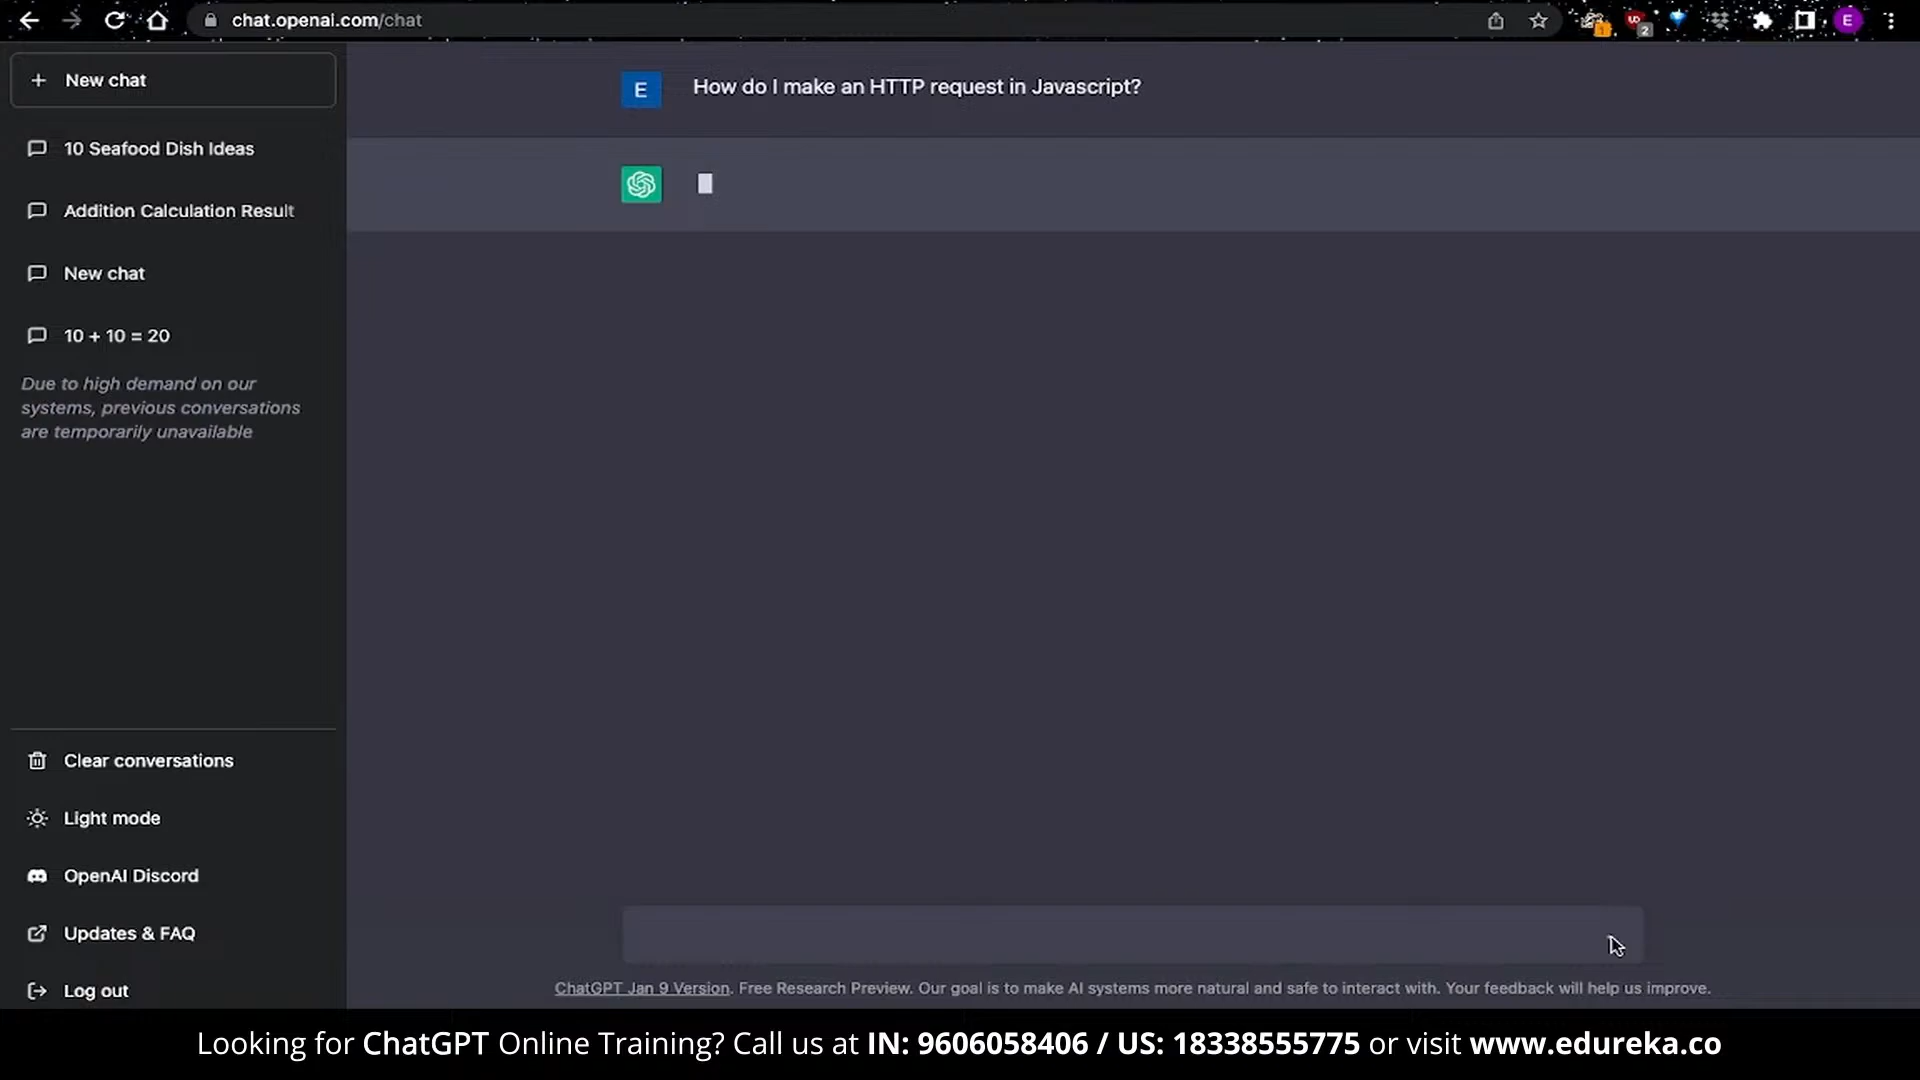 chat.openai.com/chat
E
New chat
10 Seafood Dish Ideas
Addition Calculation Result
New chat
10 + 10 = 20
Due to high demand on our
systems, previous conversations
are temporarily unavailable
Clear conversations
Light mode
OpenAI Discord
Updates & FAQ
Log out
E
How do I make an HTTP request in Javascript?
ChatGPT Jan 9 Version. Free Research Preview. Our goal is to make AI systems more natural and safe to interact with. Your feedback will help us improve.
Looking for ChatGPT Online Training? Call us at IN: 9606058406 / US: 18338555775 or visit www.edureka.co